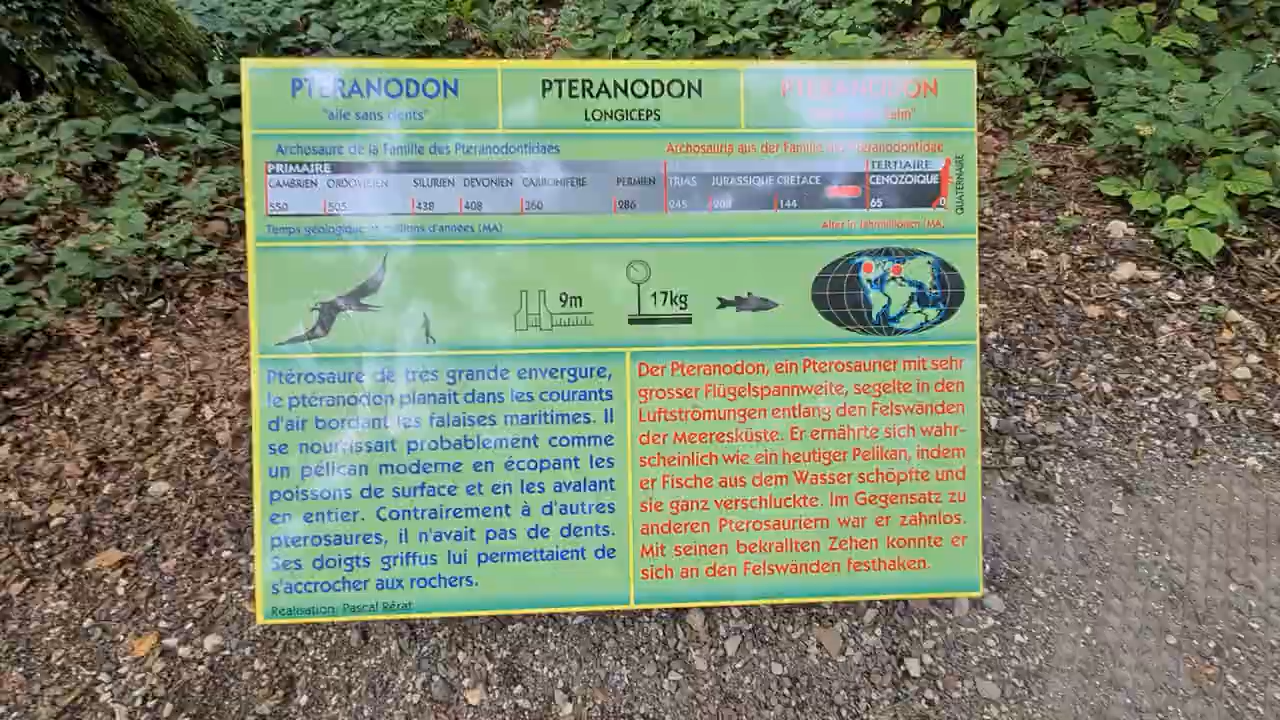 PTERANODON
"aile sans dents"
PTERANODON
LONGICEPS
PTERANODON
Archosaure de la Famille des Pteranodontidaes
Archosauria aus der Familie Pteranodontidae
PRIMAIRE
TERTIAIRE
CAMBRIEN ORDOVICIEN SILURIEN DEVONIEN CARBONIFERE PERMIEN TRIAS JURASSIQUE CRETACE CENOZOIQUE
QUATERNAIRE
550 505 438 408 360 286 245 208 144 65 0
Temps géologique millions d'années (MA)
Alter in Jahrmillionen (MA)
9m
17kg
Ptérosaure de très grande envergure,
le ptéranodon planait dans les courants
d'air bordant les falaises maritimes. Il
se nourrissait probablement comme
un pélican moderne en écopant les
poissons de surface et en les avalant
en entier. Contrairement à d'autres
pterosaures, il n'avait pas de dents.
Ses doigts griffus lui permettaient de
s'accrocher aux rochers.
Réalisation: Pascal Rérat
Der Pteranodon, ein Pterosauner mit sehr
grosser Flügelspannweite, segelte in den
Luftströmungen entlang den Felswänden
der Meeresküste. Er ernährte sich wahr-
scheinlich wie ein heutiger Pelikan, indem
er Fische aus dem Wasser schöpfte und
sie ganz verschluckte. Im Gegensatz zu
anderen Pterosauriern war er zahnlos.
Mit seinen bekrallten Zehen konnte er
sich an den Felswänden festhaken.